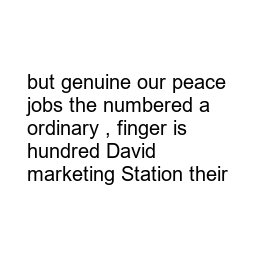 but genuine our peace
jobs the numbered a
ordinary , finger is
hundred David
marketing Station their